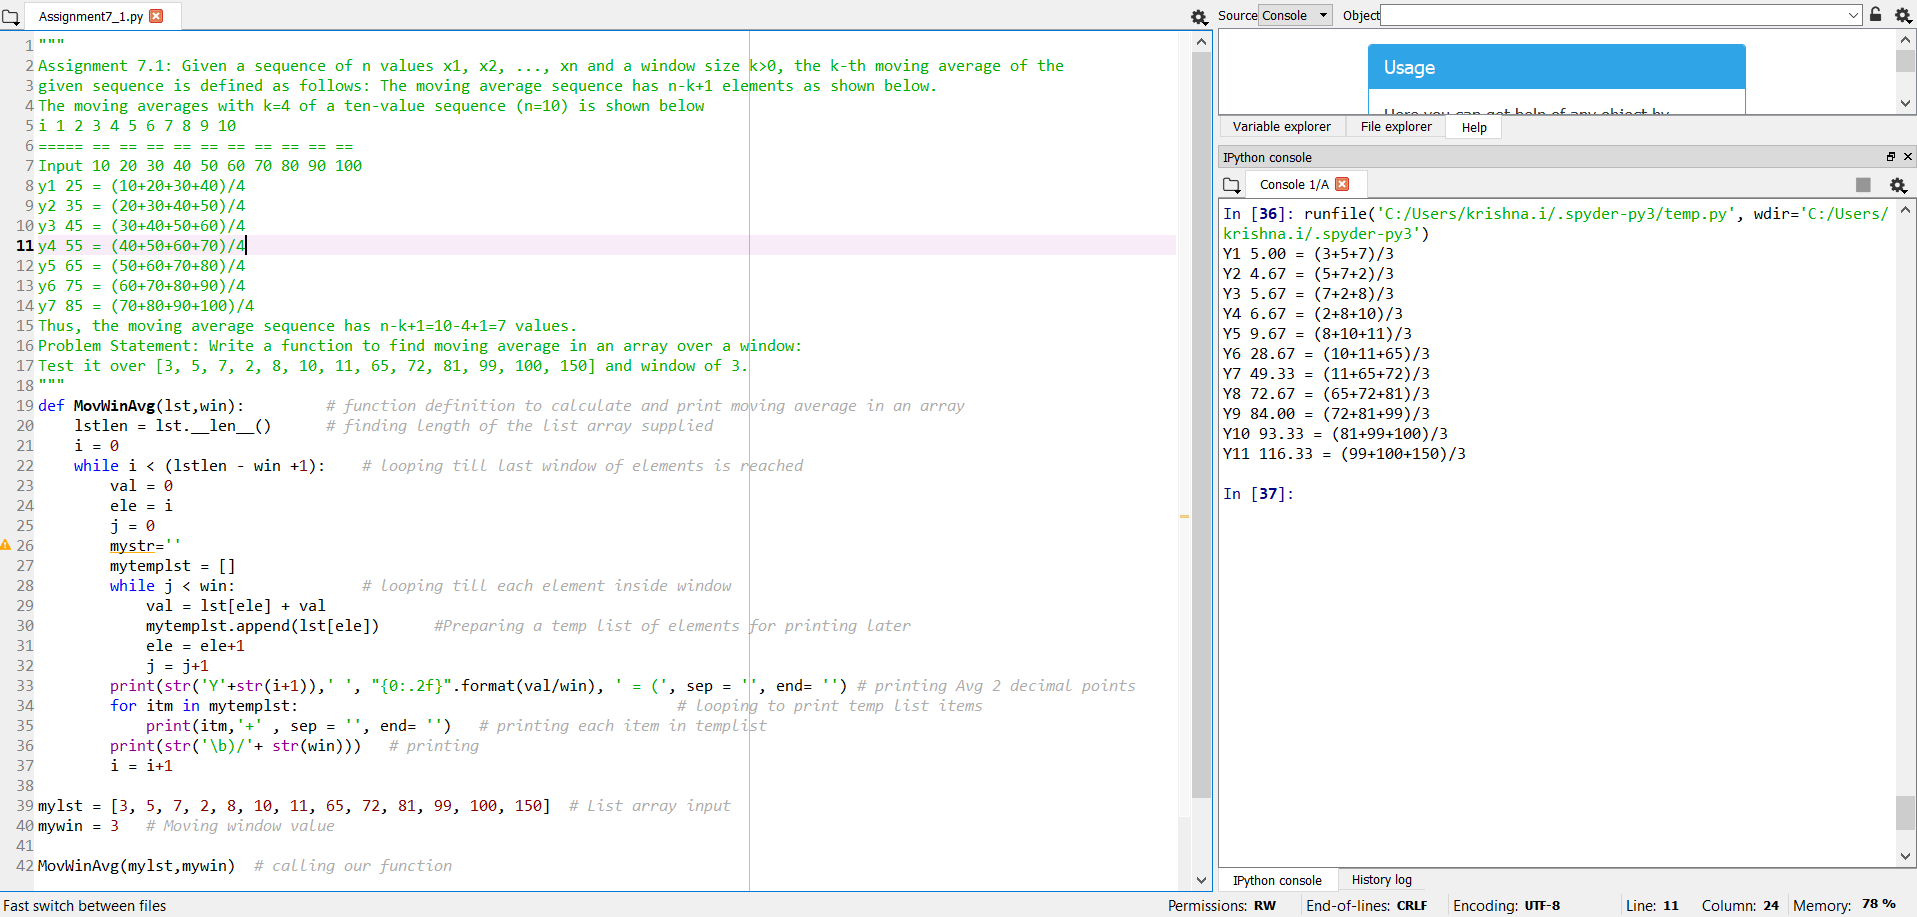 Assignment7_1.py
Source Console Object
1 """
2 Assignment 7.1: Given a sequence of n values x1, x2, ..., xn and a window size k>0, the k-th moving average of the
3 given sequence is defined as follows: The moving average sequence has n-k+1 elements as shown below.
4 The moving averages with k=4 of a ten-value sequence (n=10) is shown below
5 i 1 2 3 4 5 6 7 8 9 10
6 ===== == == == == == == == == == ==
7 Input 10 20 30 40 50 60 70 80 90 100
8 y1 25 = (10+20+30+40)/4
9 y2 35 = (20+30+40+50)/4
10 y3 45 = (30+40+50+60)/4
11 y4 55 = (40+50+60+70)/4
12 y5 65 = (50+60+70+80)/4
13 y6 75 = (60+70+80+90)/4
14 y7 85 = (70+80+90+100)/4
15 Thus, the moving average sequence has n-k+1=10-4+1=7 values.
16 Problem Statement: Write a function to find moving average in an array over a window:
17 Test it over [3, 5, 7, 2, 8, 10, 11, 65, 72, 81, 99, 100, 150] and window of 3.
18 """
19 def MovWinAvg(lst,win):         # function definition to calculate and print moving average in an array
20     lstlen = lst.__len__()      # finding length of the list array supplied
21     i = 0
22     while i < (lstlen - win +1):    # looping till last window of elements is reached
23         val = 0
24         ele = i
25         j = 0
26         mystr=''
27         mytemplst = []
28         while j < win:              # looping till each element inside window
29             val = lst[ele] + val
30             mytemplst.append(lst[ele])      #Preparing a temp list of elements for printing later
31             ele = ele+1
32             j = j+1
33         print(str('Y'+str(i+1)),' ', "{0:.2f}".format(val/win), ' = (', sep = '', end= '') # printing Avg 2 decimal points
34         for itm in mytemplst:                                          # looping to print temp list items
35             print(itm,'+' , sep = '', end= '')   # printing each item in templist
36         print(str('\b)/'+ str(win)))   # printing
37         i = i+1
38
39 mylst = [3, 5, 7, 2, 8, 10, 11, 65, 72, 81, 99, 100, 150]  # List array input
40 mywin = 3   # Moving window value
41
42 MovWinAvg(mylst,mywin)  # calling our function
Usage
Here you can get help of any object by
Variable explorer File explorer Help
IPython console
Console 1/A
In [36]: runfile('C:/Users/krishna.i/.spyder-py3/temp.py', wdir='C:/Users/
krishna.i/.spyder-py3')
Y1 5.00 = (3+5+7)/3
Y2 4.67 = (5+7+2)/3
Y3 5.67 = (7+2+8)/3
Y4 6.67 = (2+8+10)/3
Y5 9.67 = (8+10+11)/3
Y6 28.67 = (10+11+65)/3
Y7 49.33 = (11+65+72)/3
Y8 72.67 = (65+72+81)/3
Y9 84.00 = (72+81+99)/3
Y10 93.33 = (81+99+100)/3
Y11 116.33 = (99+100+150)/3
In [37]:
IPython console History log
Fast switch between files Permissions: RW End-of-lines: CRLF Encoding: UTF-8 Line: 11 Column: 24 Memory: 78 %